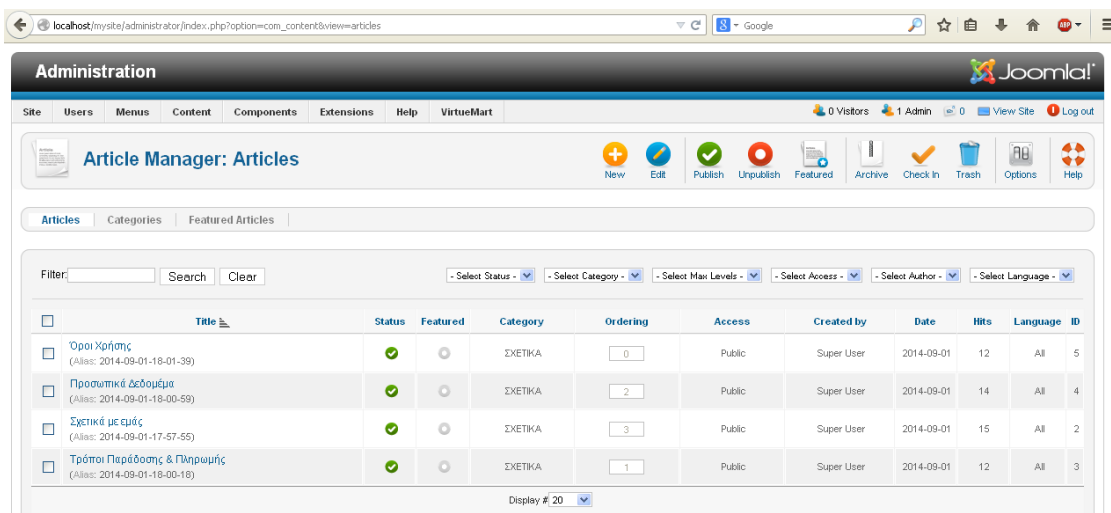 localhost/mysite/administrator/index.php?option=com_content&view=articles
Google
ABP
Administration
Joomla!
Site Users Menus Content Components Extensions Help VirtueMart 0 Visitors 1 Admin 0 View Site Log out
Article Manager: Articles
New Edit Publish Unpublish Featured Archive Check In Trash Options Help
Articles Categories Featured Articles
Filter: Search Clear - Select Status - - Select Category - - Select Max Levels - - Select Access - - Select Author - - Select Language -
Title Status Featured Category Ordering Access Created by Date Hits Language ID
Όροι Χρήσης
(Alias: 2014-09-01-18-01-39) ΣΧΕΤΙΚΑ 0 Public Super User 2014-09-01 12 All 5
Προσωπικά Δεδομέμα
(Alias: 2014-09-01-18-00-59) ΣΧΕΤΙΚΑ 2 Public Super User 2014-09-01 14 All 4
Σχετικά με εμάς
(Alias: 2014-09-01-17-57-55) ΣΧΕΤΙΚΑ 3 Public Super User 2014-09-01 15 All 2
Τρόποι Παράδοσης & Πληρωμής
(Alias: 2014-09-01-18-00-18) ΣΧΕΤΙΚΑ 1 Public Super User 2014-09-01 12 All 3
Display # 20